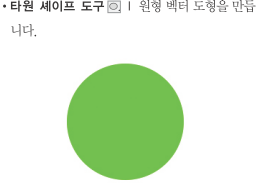 • 타원 셰이프 도구 | 원형 벡터 도형을 만듭
니다.